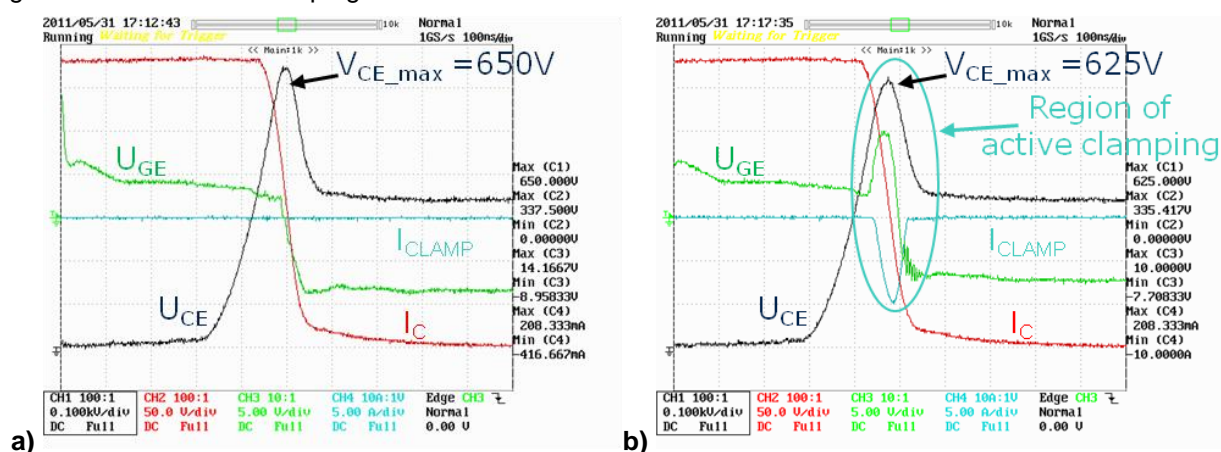 2011/05/31 17:12:43
10k
Normal
Running Waiting for Trigger
1GS/s 100ns/div
<< Main:1k >>
VCE_max =650V
UGE
ICLAMP
UCE
IC
Max (C1)
650.000V
Max (C2)
337.500V
Min (C2)
0.00000V
Max (C3)
14.1667V
Min (C3)
-8.95833V
Max (C4)
208.333mA
Min (C4)
-416.667mA
CH1 100:1
0.100kV/div
DC Full
CH2 100:1
50.0 V/div
DC Full
CH3 10:1
5.00 V/div
DC Full
CH4 10A:1V
5.00 A/div
DC Full
Edge CH3
Normal
0.00 V
a)
2011/05/31 17:17:35
10k
Normal
Running Waiting for Trigger
1GS/s 100ns/div
<< Main:1k >>
VCE_max =625V
Region of
active clamping
UGE
ICLAMP
UCE
IC
Max (C1)
625.000V
Max (C2)
335.417V
Min (C2)
0.00000V
Max (C3)
10.0000V
Min (C3)
-7.70833V
Max (C4)
208.333mA
Min (C4)
-10.0000A
CH1 100:1
0.100kV/div
DC Full
CH2 100:1
50.0 V/div
DC Full
CH3 10:1
5.00 V/div
DC Full
CH4 10A:1V
5.00 A/div
DC Full
Edge CH3
Normal
0.00 V
b)